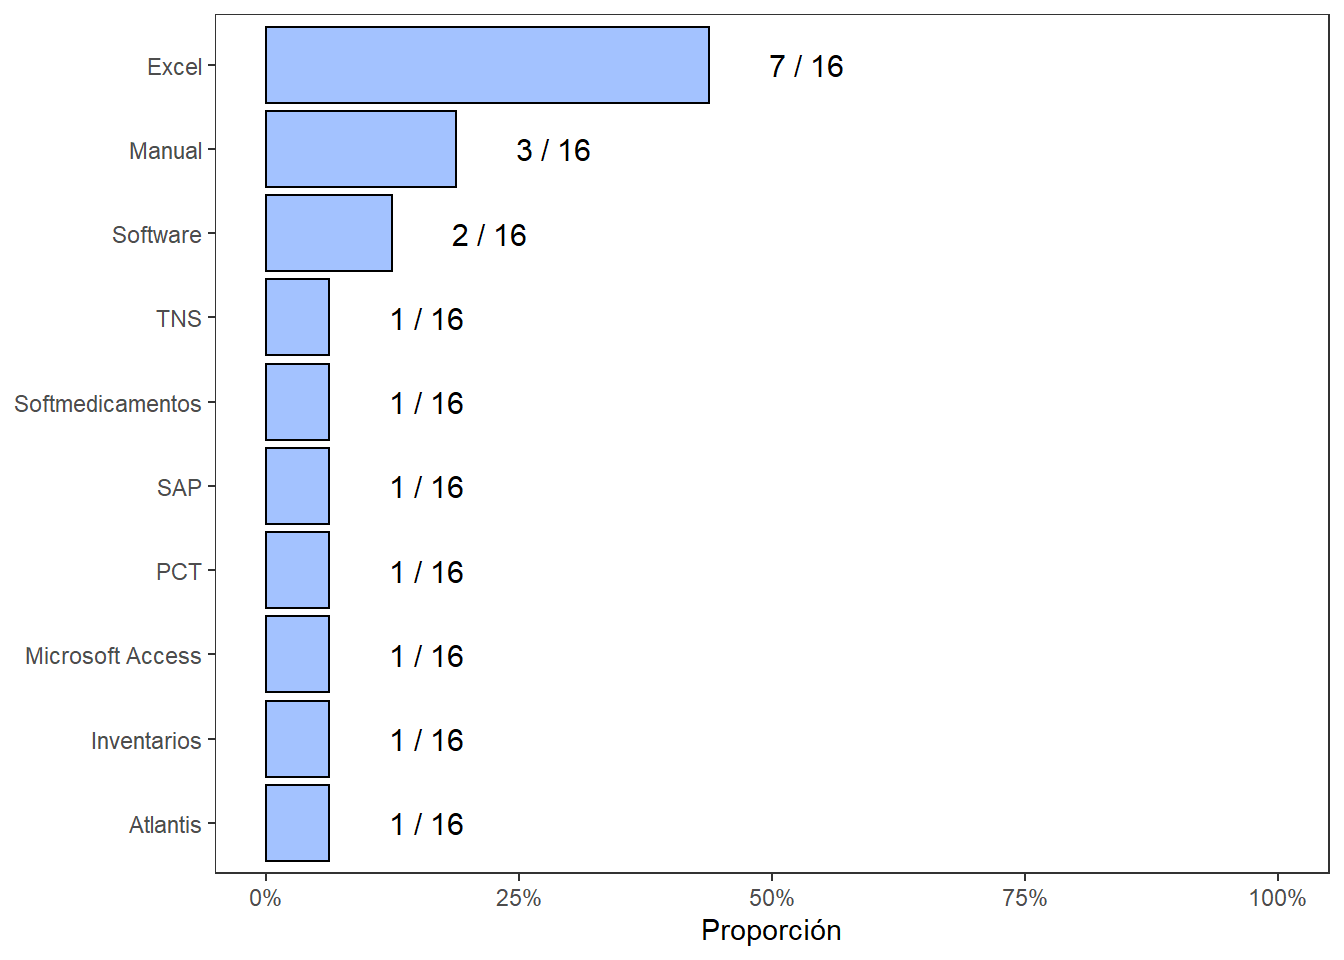 Excel 7 / 16
Manual 3 / 16
Software 2 / 16
TNS 1 / 16
Softmedicamentos 1 / 16
SAP 1 / 16
PCT 1 / 16
Microsoft Access 1 / 16
Inventarios 1 / 16
Atlantis 1 / 16
0% 25% 50% 75% 100%
Proporción